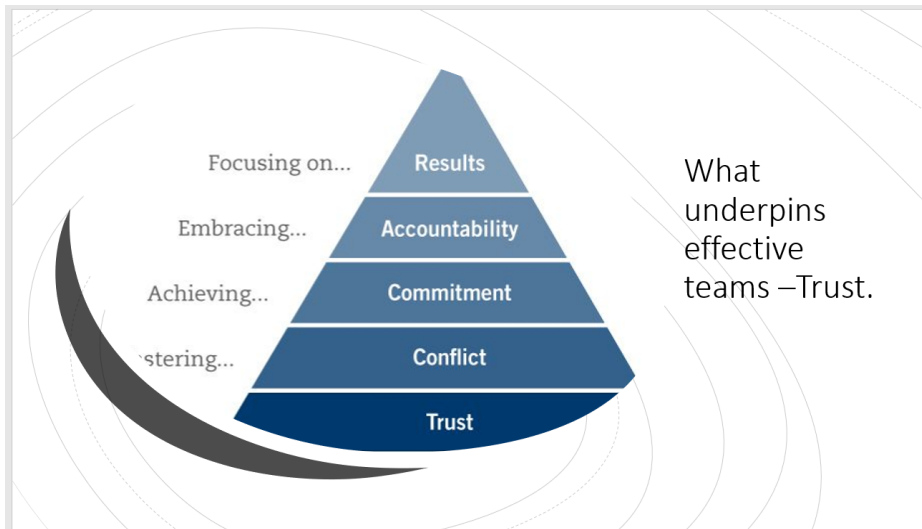 Focusing on... Results
Embracing... Accountability
Achieving... Commitment
stering... Conflict
Trust
What
underpins
effective
teams –Trust.